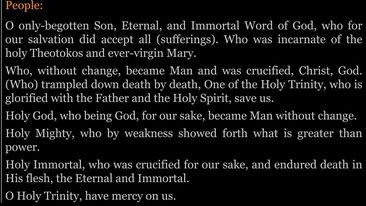 People:
O only-begotten Son, Eternal, and Immortal Word of God, who for
our salvation did accept all (sufferings). Who was incarnate of the
holy Theotokos and ever-virgin Mary.
Who, without change, became Man and was crucified, Christ, God.
(Who) trampled down death by death, One of the Holy Trinity, who is
glorified with the Father and the Holy Spirit, save us.
Holy God, who being God, for our sake, became Man without change.
Holy Mighty, who by weakness showed forth what is greater than
power.
Holy Immortal, who was crucified for our sake, and endured death in
His flesh, the Eternal and Immortal.
O Holy Trinity, have mercy on us.